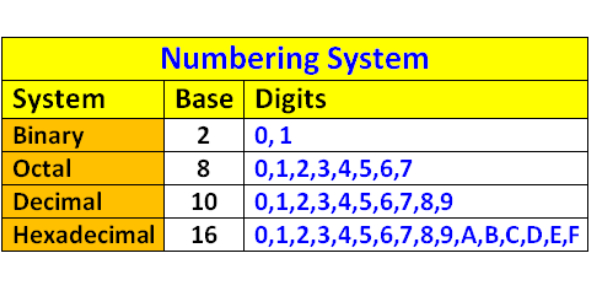 Numbering System
System Base Digits
Binary 2 0, 1
Octal 8 0,1,2,3,4,5,6,7
Decimal 10 0,1,2,3,4,5,6,7,8,9
Hexadecimal 16 0,1,2,3,4,5,6,7,8,9,A,B,C,D,E,F